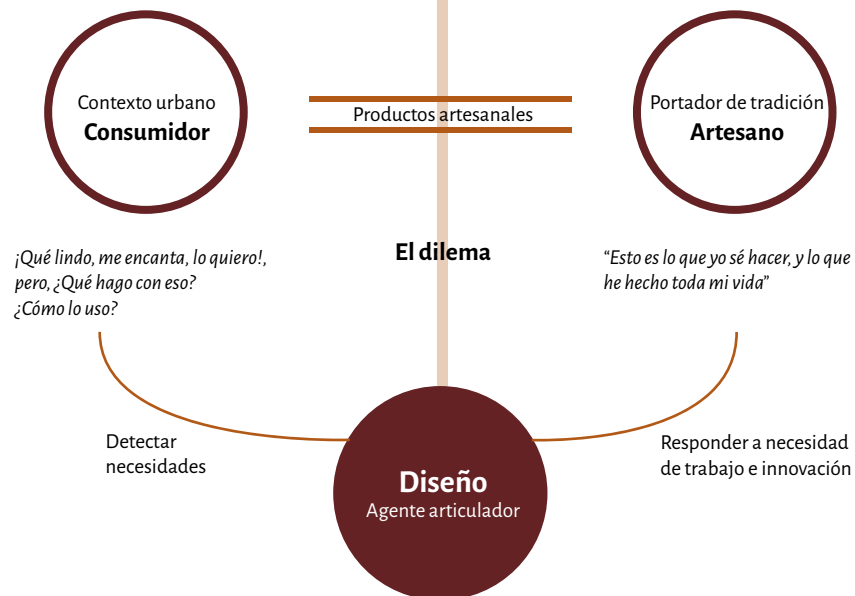 Contexto urbano
Consumidor
Productos artesanales
Portador de tradición
Artesano
¡Qué lindo, me encanta, lo quiero!,
pero, ¿Qué hago con eso?
¿Cómo lo uso?
El dilema
“Esto es lo que yo sé hacer, y lo que
he hecho toda mi vida”
Detectar
necesidades
Responder a necesidad
de trabajo e innovación
Diseño
Agente articulador